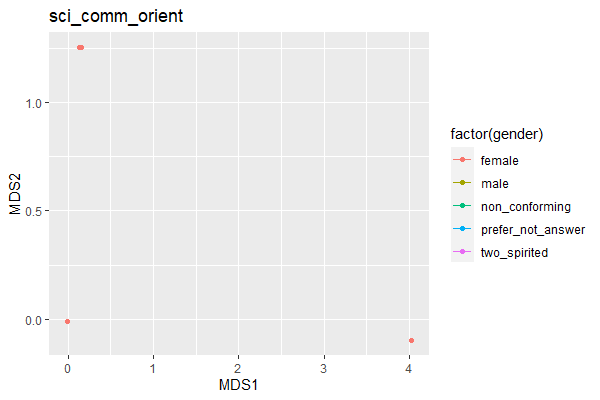 sci_comm_orient
MDS2
1.0
0.5
0.0
0 1 2 3 4
MDS1
factor(gender)
female
male
non_conforming
prefer_not_answer
two_spirited